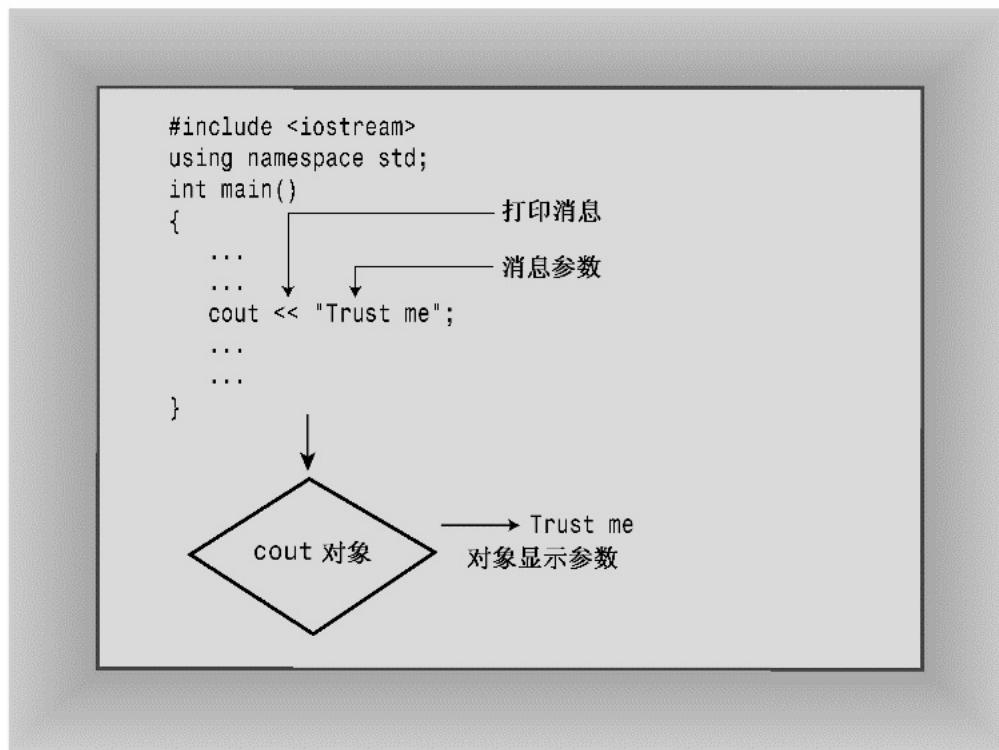 #include <iostream>
using namespace std;
int main()
{
打印消息
...
消息参数
...
cout << "Trust me";
...
...
}
cout 对象
Trust me
对象显示参数